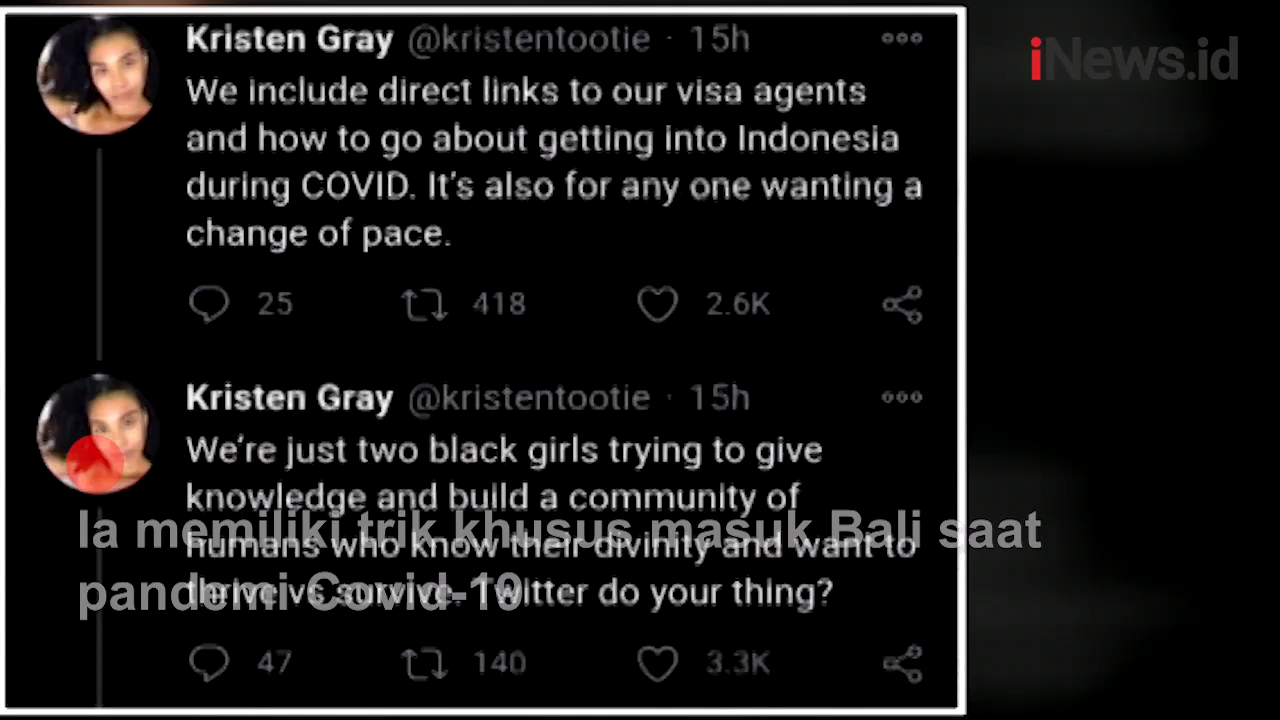 Kristen Gray @kristentootie · 15h
iNews.id
We include direct links to our visa agents
and how to go about getting into Indonesia
during COVID. It's also for any one wanting a
change of pace.
25 418 2.6K
Kristen Gray @kristentootie · 15h
We're just two black girls trying to give
knowledge and build a community of
humans who know their divinity and want to
thrive vs survive. Twitter do your thing?
Ia memiliki trik khusus masuk Bali saat
pandemi Covid-19
47 140 3.3K